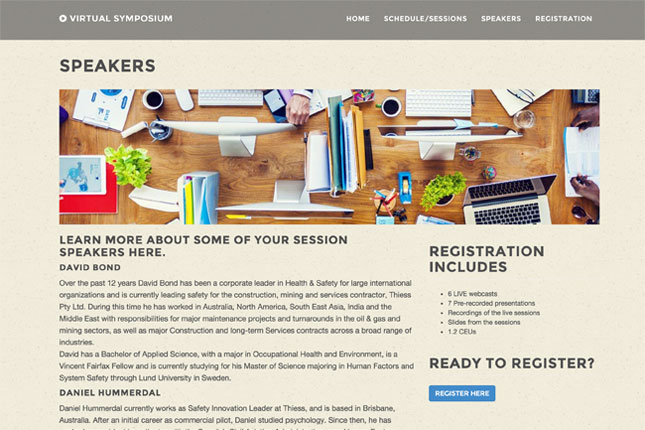 VIRTUAL SYMPOSIUM
HOME SCHEDULE/SESSIONS SPEAKERS REGISTRATION
SPEAKERS
LEARN MORE ABOUT SOME OF YOUR SESSION
SPEAKERS HERE.
DAVID BOND
Over the past 12 years David Bond has been a corporate leader in Health & Safety for large international
organizations and is currently leading safety for the construction, mining and services contractor, Thiess
Pty Ltd. During this time he has worked in Australia, North America, South East Asia, India and the
Middle East with responsibilities for major maintenance projects and turnarounds in the oil & gas and
mining sectors, as well as major Construction and long-term Services contracts across a broad range of
industries.
David has a Bachelor of Applied Science, with a major in Occupational Health and Environment, is a
Vincent Fairfax Fellow and is currently studying for his Master of Science majoring in Human Factors and
System Safety through Lund University in Sweden.
DANIEL HUMMERDAL
Daniel Hummerdal currently works as Safety Innovation Leader at Thiess, and is based in Brisbane,
Australia. After an initial career as commercial pilot, Daniel studied psychology. Since then, he has
REGISTRATION
INCLUDES
6 LIVE webcasts
7 Pre-recorded presentations
Recordings of the live sessions
Slides from the sessions
1.2 CEUs
READY TO REGISTER?
REGISTER HERE